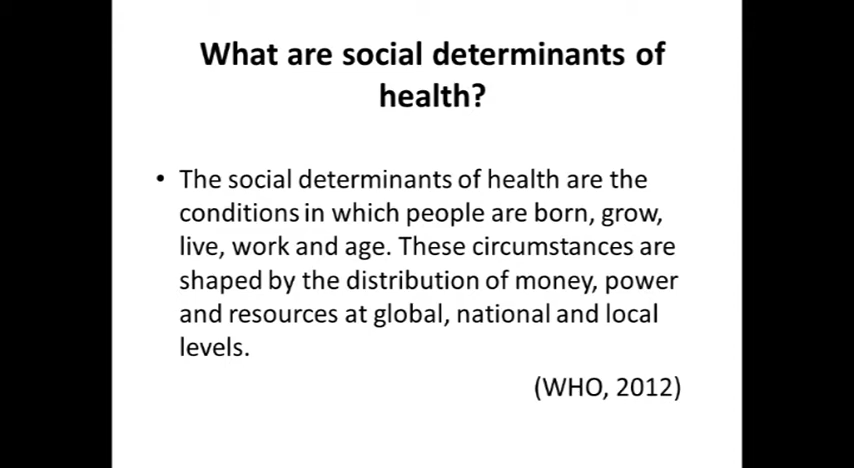 What are social determinants of
health?
• The social determinants of health are the
conditions in which people are born, grow,
live, work and age. These circumstances are
shaped by the distribution of money, power
and resources at global, national and local
levels.
(WHO, 2012)